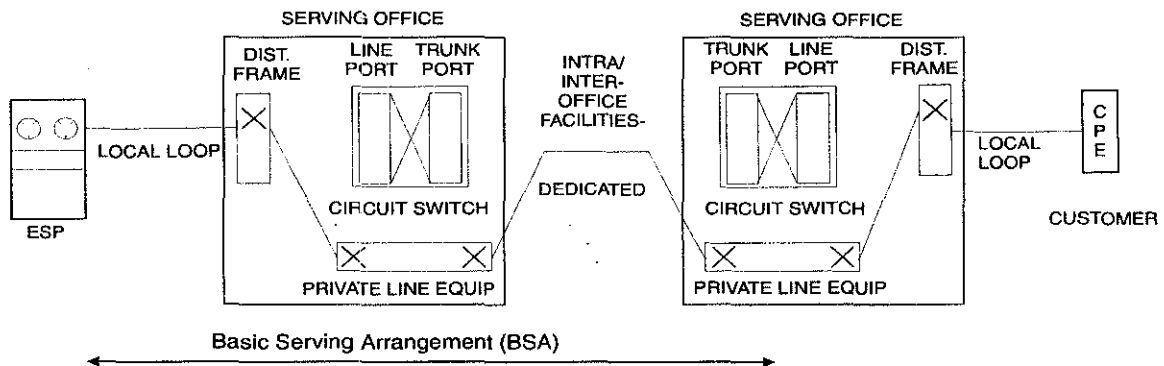 SERVING OFFICE
DIST.
FRAME
LINE
PORT
TRUNK
PORT
LOCAL LOOP
ESP
CIRCUIT SWITCH
PRIVATE LINE EQUIP
INTRA/
INTER-
OFFICE
FACILITIES-
DEDICATED
SERVING OFFICE
TRUNK
PORT
LINE
PORT
DIST.
FRAME
CIRCUIT SWITCH
PRIVATE LINE EQUIP
LOCAL
LOOP
CPE
CUSTOMER
Basic Serving Arrangement (BSA)